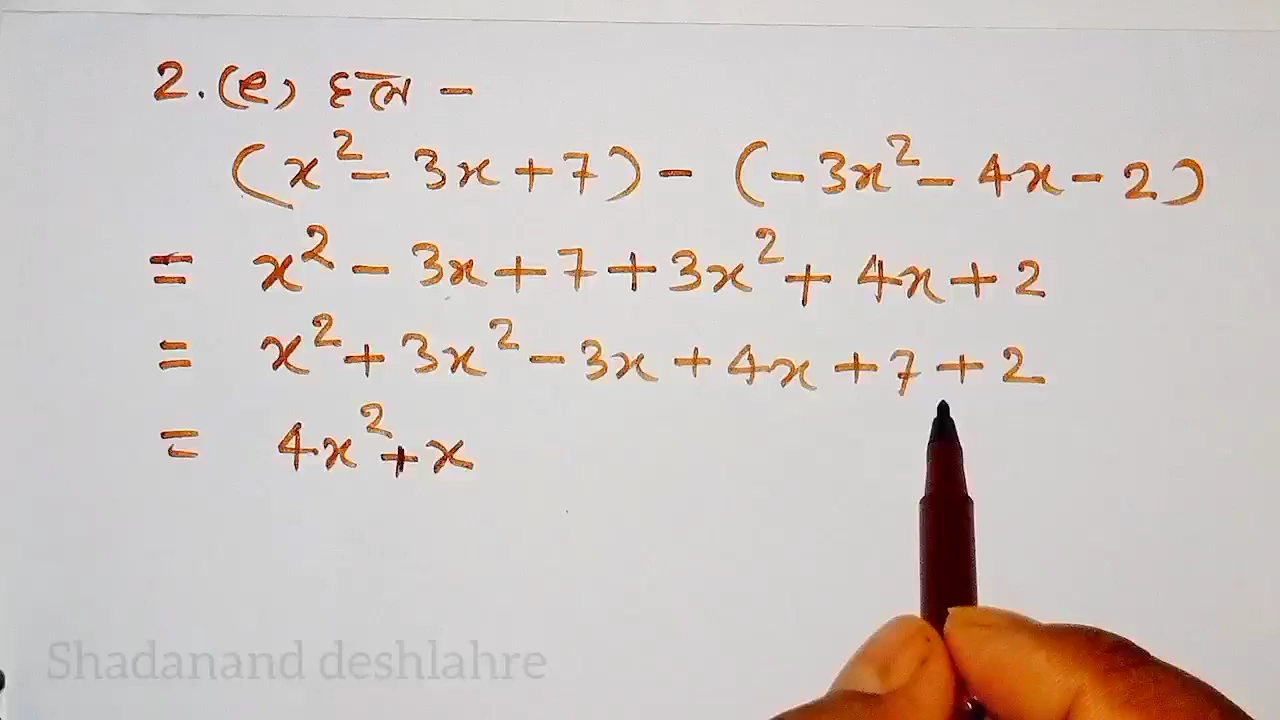 2. (e) हल -
(x² - 3x + 7) - (-3x² - 4x - 2)
= x² - 3x + 7 + 3x² + 4x + 2
= x² + 3x² - 3x + 4x + 7 + 2
= 4x² + x
Shadanand deshlahre